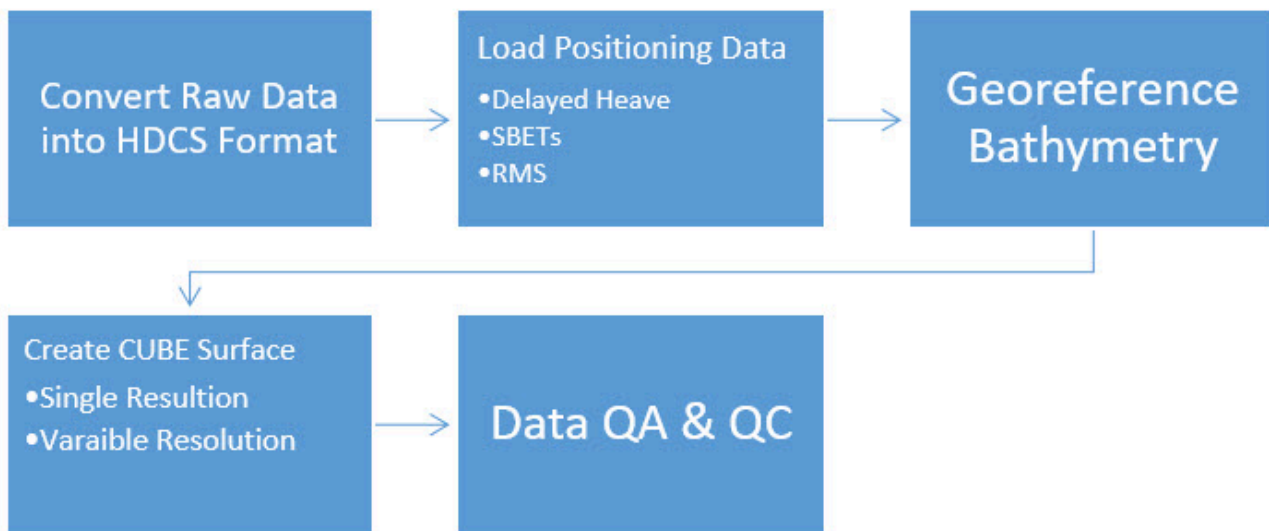 Convert Raw Data
into HDCS Format
Load Positioning Data
•Delayed Heave
•SBETs
•RMS
Georeference
Bathymetry
Create CUBE Surface
•Single Resultion
•Varaible Resolution
Data QA & QC